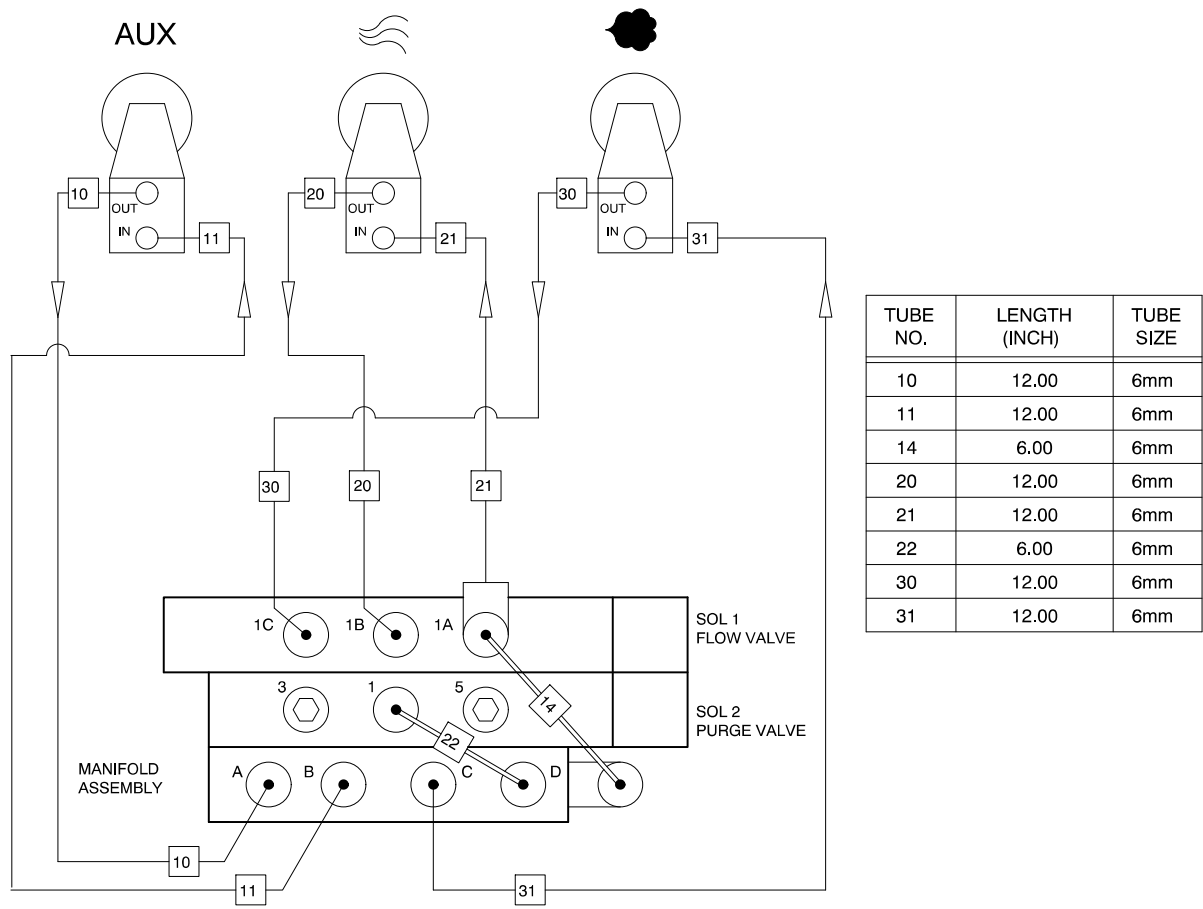 AUX
10
OUT
IN
11
20
OUT
IN
21
30
OUT
IN
31
30
20
21
1C
1B
1A
SOL 1
FLOW VALVE
3
1
5
14
22
SOL 2
PURGE VALVE
MANIFOLD
ASSEMBLY
A
B
C
D
10
11
31
TUBE NO. LENGTH (INCH) TUBE SIZE
10 12.00 6mm
11 12.00 6mm
14 6.00 6mm
20 12.00 6mm
21 12.00 6mm
22 6.00 6mm
30 12.00 6mm
31 12.00 6mm